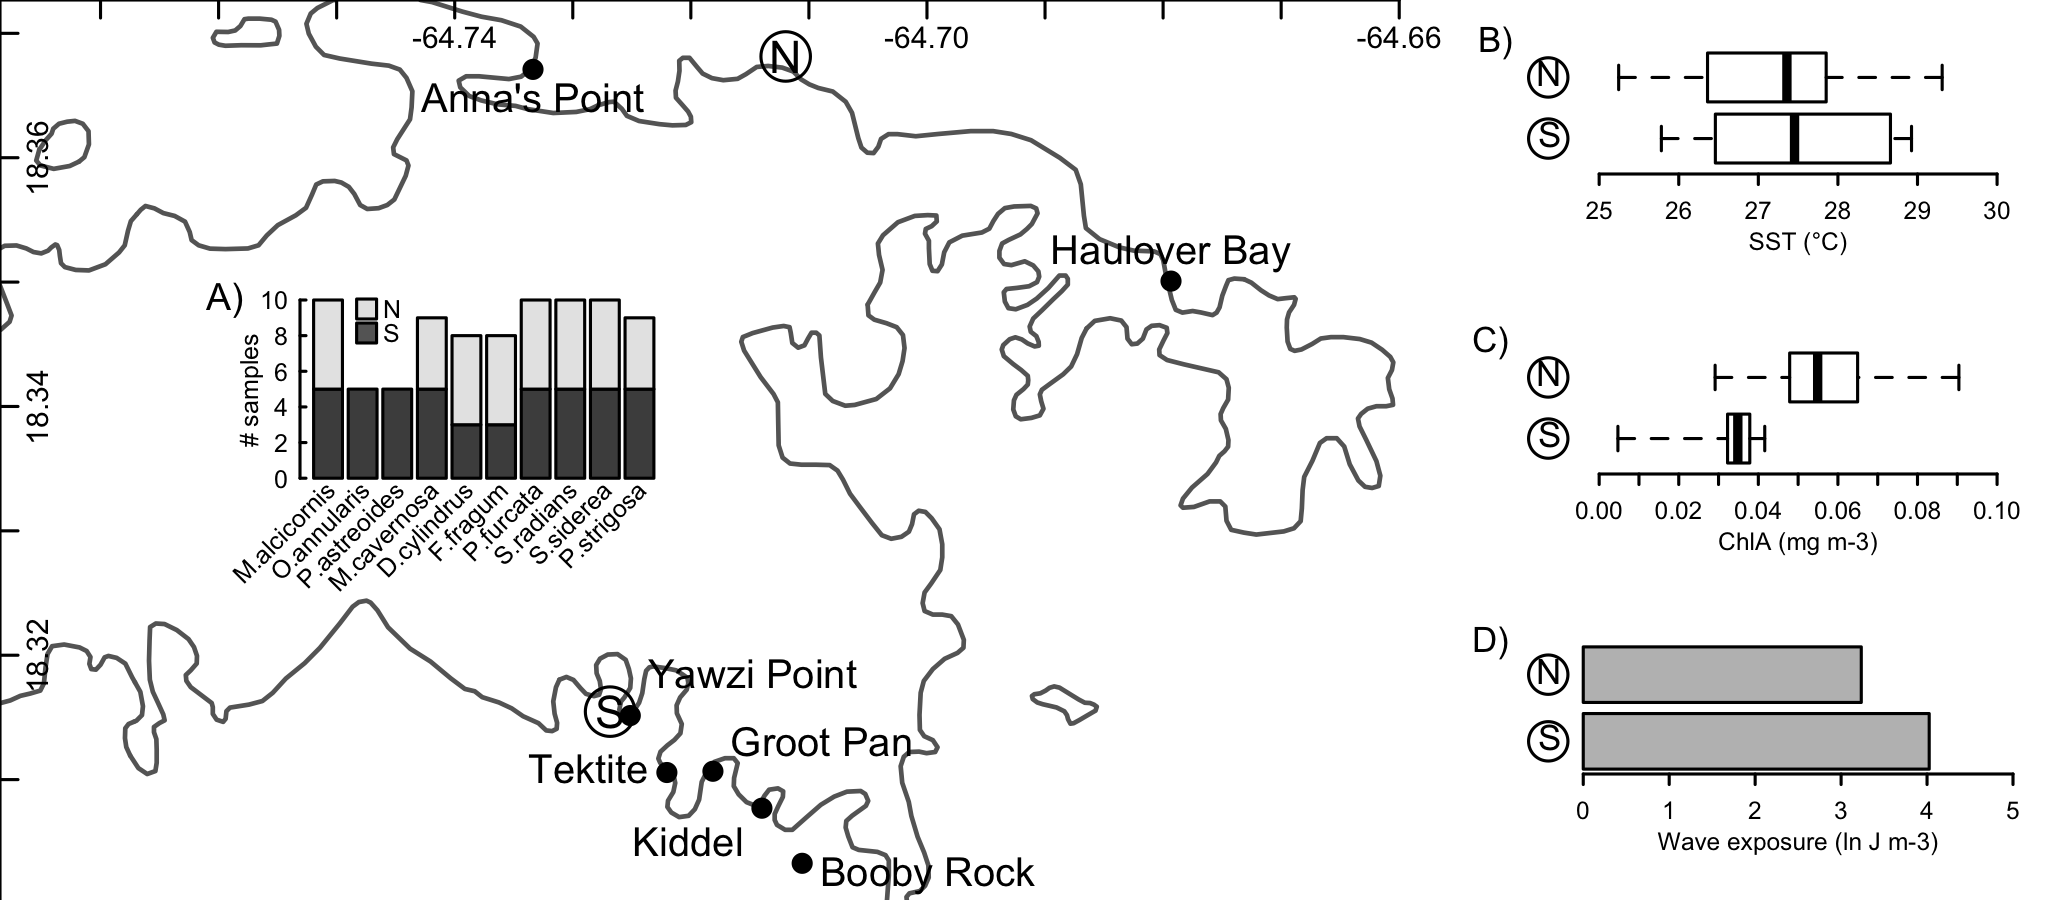 -64.74
-64.70
-64.66
N
Anna's Point
18.36
18.34
18.32
Haulover Bay
A)
N
S
# samples
10
8
6
4
2
0
M.alcicornis
O.annularis
P.astreoides
M.cavernosa
D.cylindrus
F.fragum
P.furcata
S.radians
S.siderea
P.strigosa
Yawzi Point
S
Groot Pan
Tektite
Kiddel
Booby Rock
B)
N
S
25 26 27 28 29 30
SST (°C)
C)
N
S
0.00 0.02 0.04 0.06 0.08 0.10
ChlA (mg m-3)
D)
N
S
0 1 2 3 4 5
Wave exposure (ln J m-3)